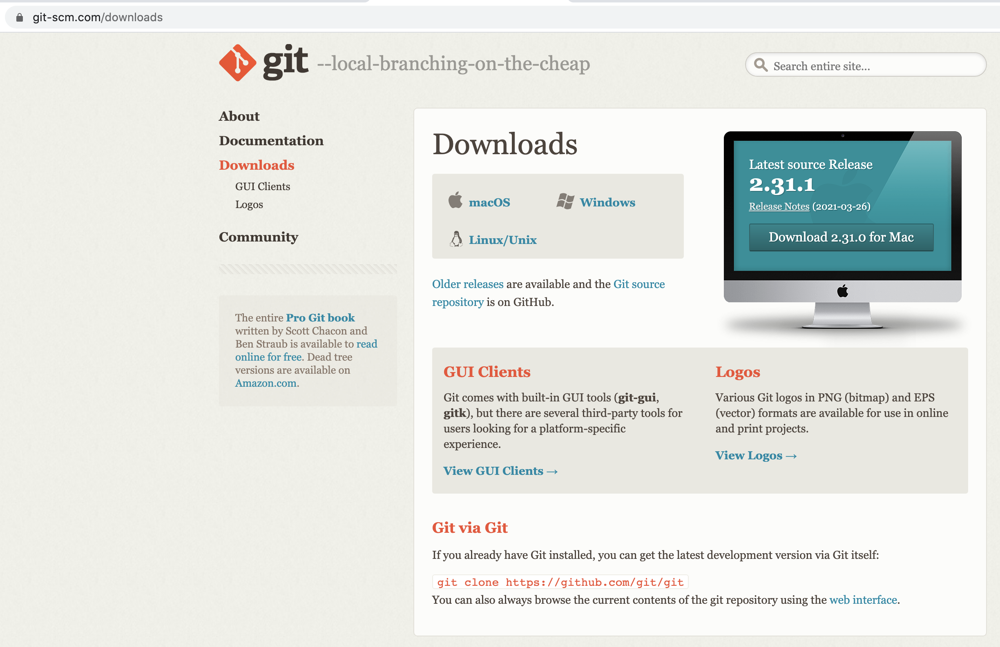 git-scm.com/downloads
git --local-branching-on-the-cheap
Search entire site...
About
Documentation
Downloads
GUI Clients
Logos
Community
The entire Pro Git book
written by Scott Chacon and
Ben Straub is available to read
online for free. Dead tree
versions are available on
Amazon.com.
Downloads
macOS
Windows
Linux/Unix
Older releases are available and the Git source
repository is on GitHub.
Latest source Release
2.31.1
Release Notes (2021-03-26)
Download 2.31.0 for Mac
GUI Clients
Git comes with built-in GUI tools (git-gui,
gitk), but there are several third-party tools for
users looking for a platform-specific
experience.
View GUI Clients →
Logos
Various Git logos in PNG (bitmap) and EPS
(vector) formats are available for use in online
and print projects.
View Logos →
Git via Git
If you already have Git installed, you can get the latest development version via Git itself:
git clone https://github.com/git/git
You can also always browse the current contents of the git repository using the web interface.